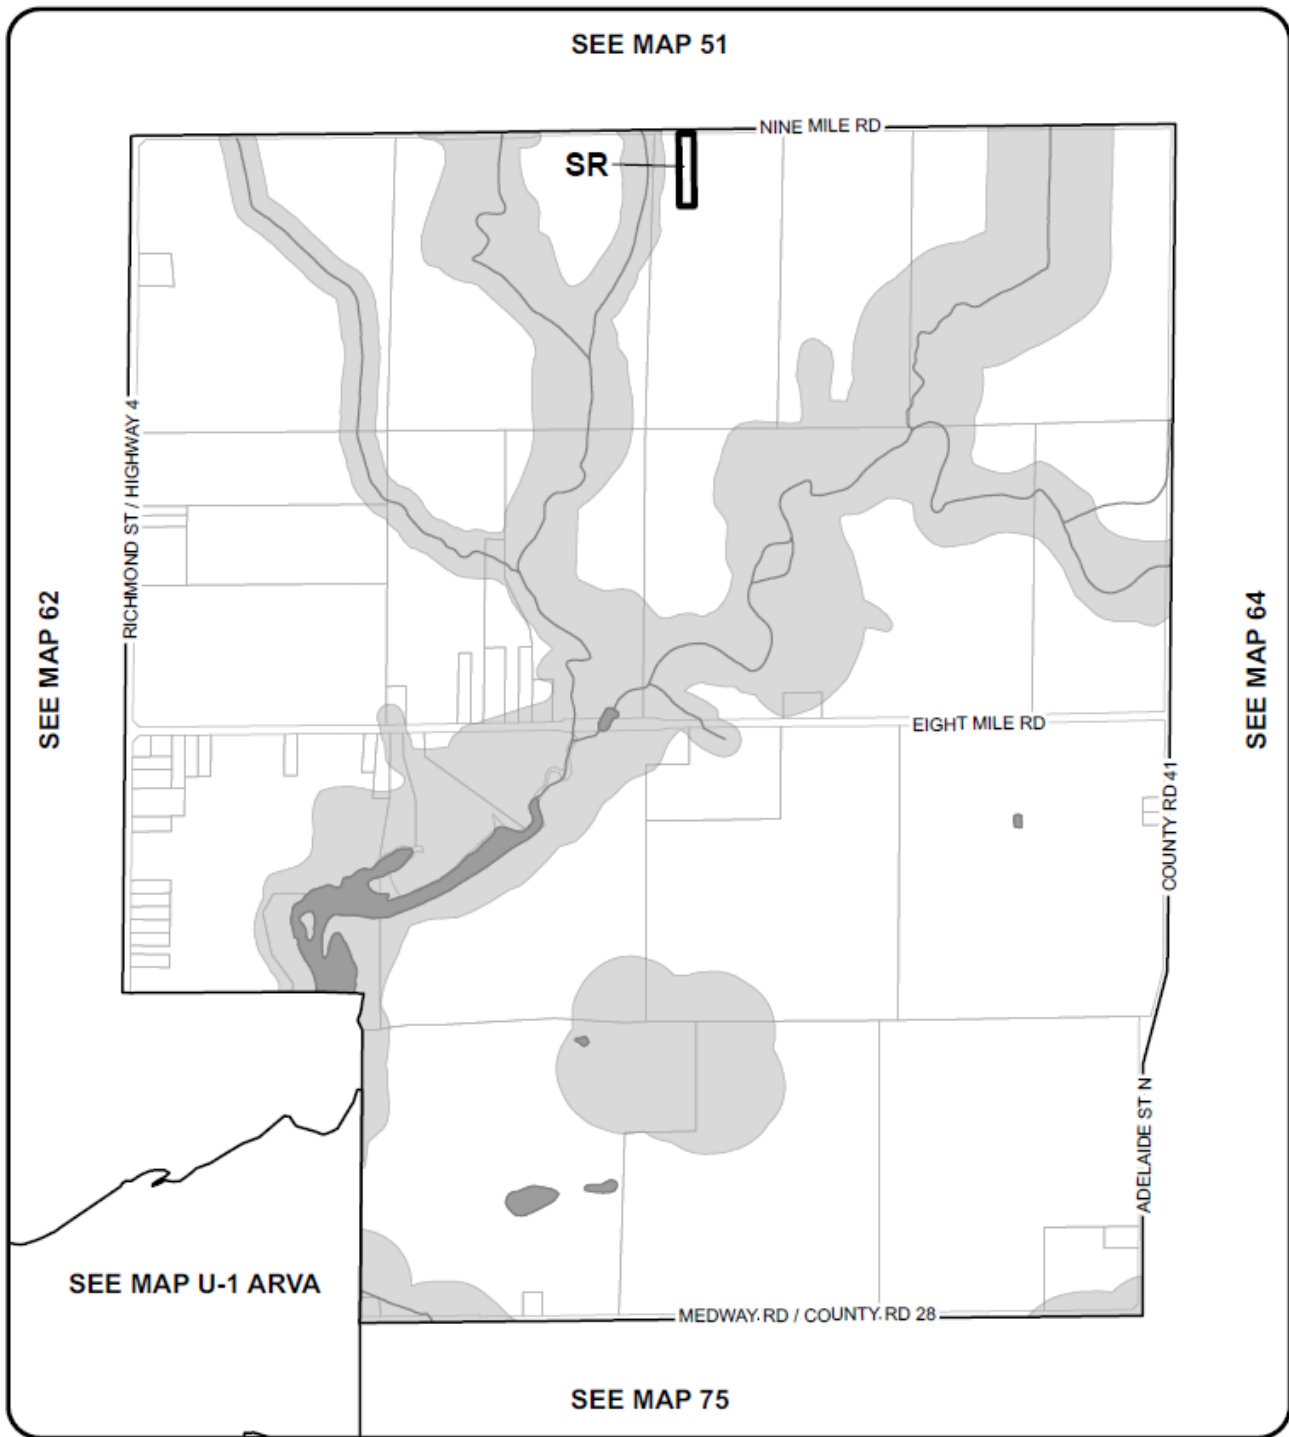 SEE MAP 51
NINE MILE RD
SR
RICHMOND ST / HIGHWAY 4
SEE MAP 62
SEE MAP 64
EIGHT MILE RD
COUNTY RD 41
ADELAIDE ST N
SEE MAP U-1 ARVA
MEDWAY RD / COUNTY RD 28
SEE MAP 75